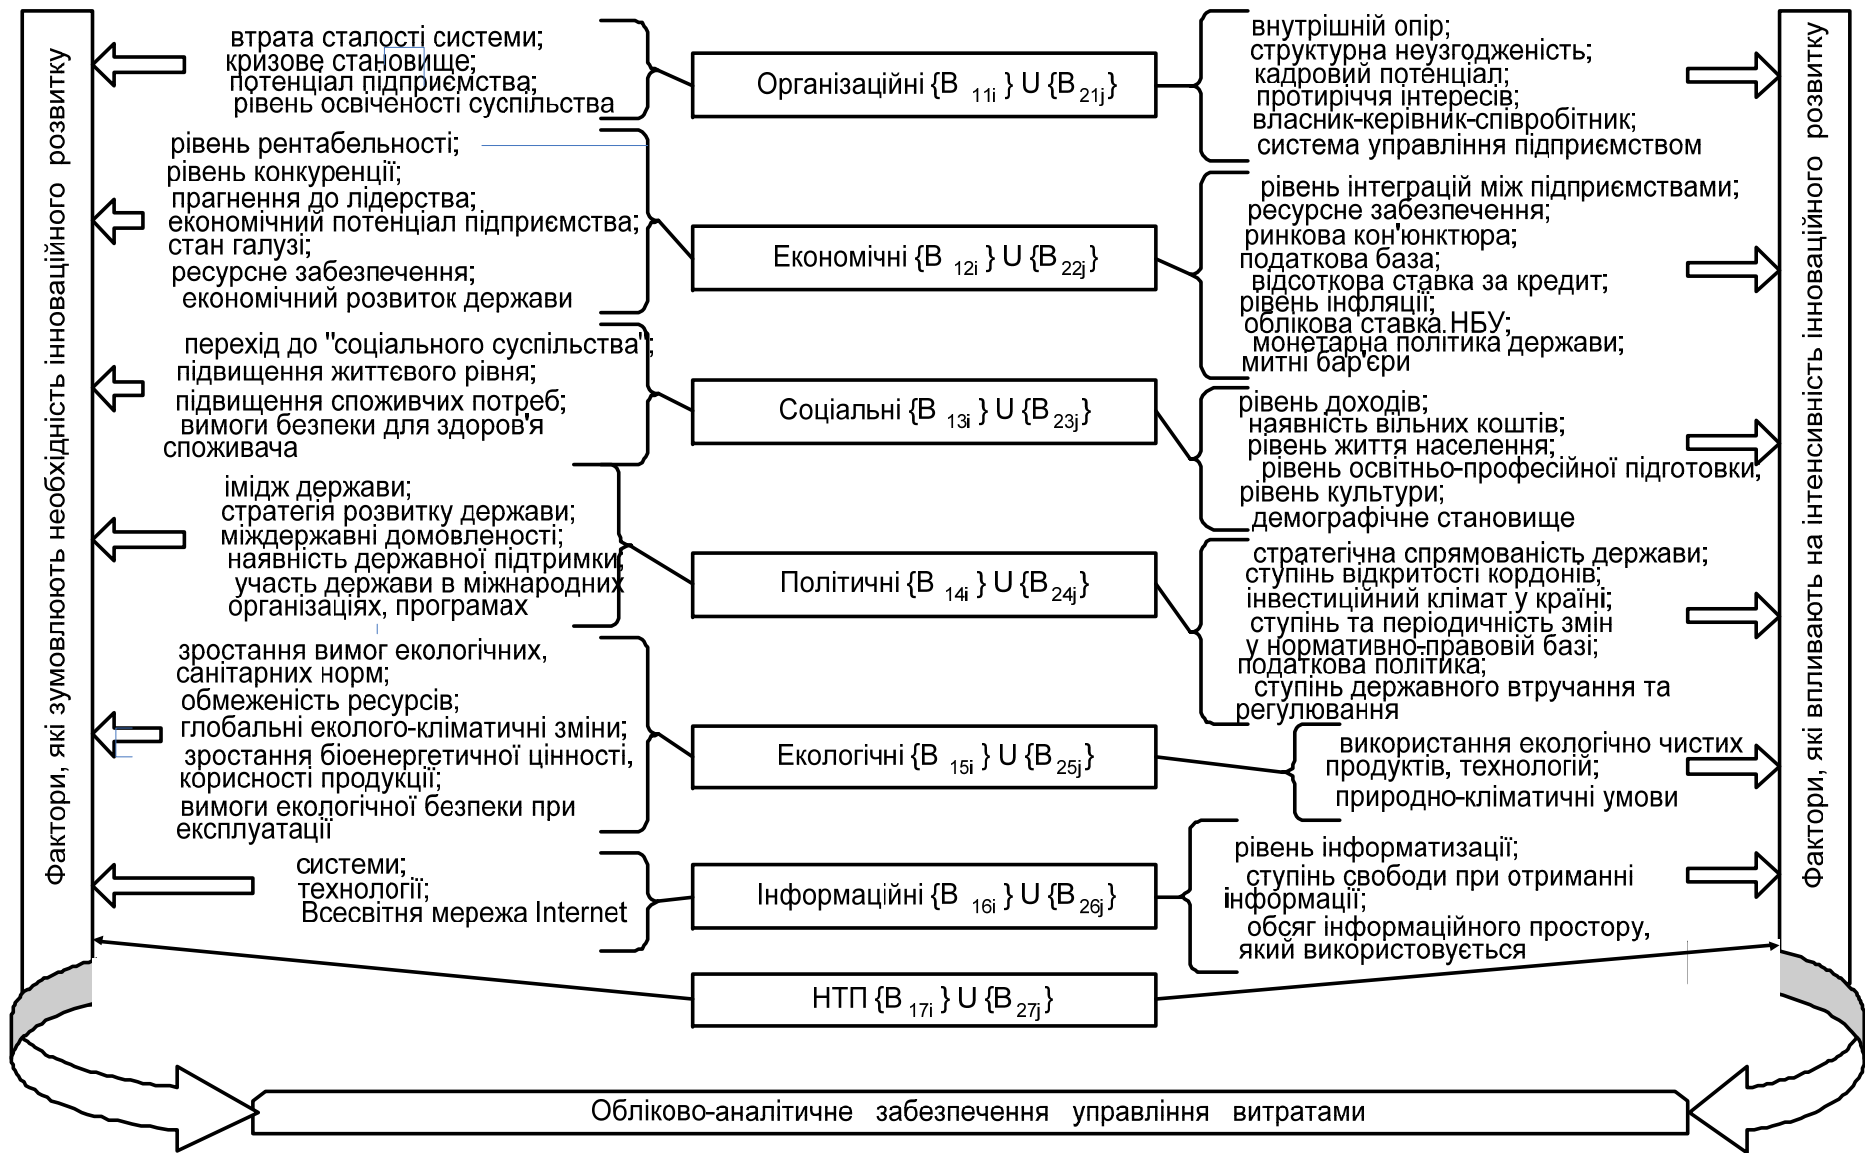 Фактори, які зумовлюють необхідність інноваційного розвитку
втрата сталості системи;
кризове становище;
потенціал підприємства;
рівень освіченості суспільства
Організаційні {В 11i } U {В21j}
внутрішній опір;
структурна неузгодженість;
кадровий потенціал;
протиріччя інтересів;
власник-керівник-співробітник;
система управління підприємством
рівень рентабельності;
рівень конкуренції;
прагнення до лідерства;
економічний потенціал підприємства;
стан галузі;
ресурсне забезпечення;
економічний розвиток держави
Економічні {В 12i } U {В22j}
рівень інтеграцій між підприємствами;
ресурсне забезпечення;
ринкова кон'юнктюра;
податкова база;
відсоткова ставка за кредит;
рівень інфляції;
облікова ставка НБУ;
монетарна політика держави;
митні бар'єри
перехід до "соціального суспільства";
підвищення життєвого рівня;
підвищення споживчих потреб;
вимоги безпеки для здоров'я
споживача
Соціальні {В 13i } U {В23j}
рівень доходів;
наявність вільних коштів;
рівень життя населення;
рівень освітньо-професійної підготовки,
рівень культури;
демографічне становище
імідж держави;
стратегія розвитку держави;
міждержавні домовленості;
наявність державної підтримки;
участь держави в міжнародних
організаціях, програмах
Політичні {В 14i } U {В24j}
стратегічна спрямованість держави;
ступінь відкритості кордонів;
інвестиційний клімат у країні;
ступінь та періодичність змін
у нормативно-правовій базі;
податкова політика;
ступінь державного втручання та
регулювання
зростання вимог екологічних,
санітарних норм;
обмеженість ресурсів;
глобальні еколого-кліматичні зміни;
зростання біоенергетичної цінності,
корисності продукції;
вимоги екологічної безпеки при
експлуатації
Екологічні {В 15i } U {В25j}
використання екологічно чистих
продуктів, технологій;
природно-кліматичні умови
системи;
технології;
Всесвітня мережа Internet
Інформаційні {В 16i } U {В26j}
рівень інформатизації;
ступінь свободи при отриманні
інформації;
обсяг інформаційного простору,
який використовується
НТП {В 17i } U {В27j}
Фактори, які впливають на інтенсивність інноваційного розвитку
Обліково-аналітичне забезпечення управління витратами